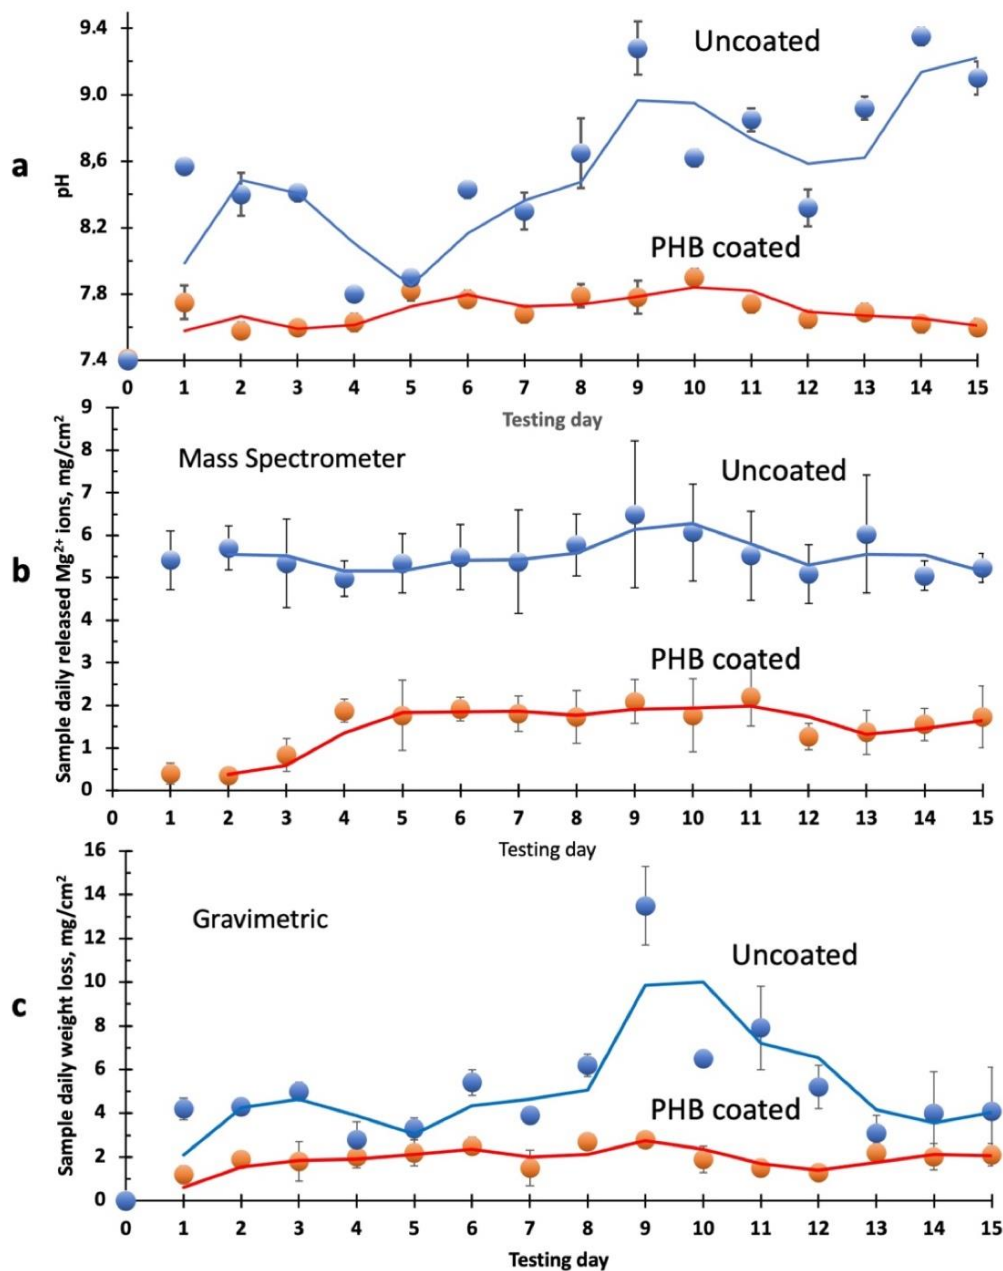 a
pH
9.4
9.0
8,6
8.2
7.8
7.4
Uncoated
PHB coated
0 1 2 3 4 5 6 7 8 9 10 11 12 13 14 15
Testing day
b
Sample daily released Mg²⁺ ions, mg/cm²
9
8
7
6
5
4
3
2
1
0
Mass Spectrometer
Uncoated
PHB coated
0 1 2 3 4 5 6 7 8 9 10 11 12 13 14 15
Testing day
c
Sample daily weight loss, mg/cm²
16
14
12
10
8
6
4
2
0
Gravimetric
Uncoated
PHB coated
0 1 2 3 4 5 6 7 8 9 10 11 12 13 14 15
Testing day